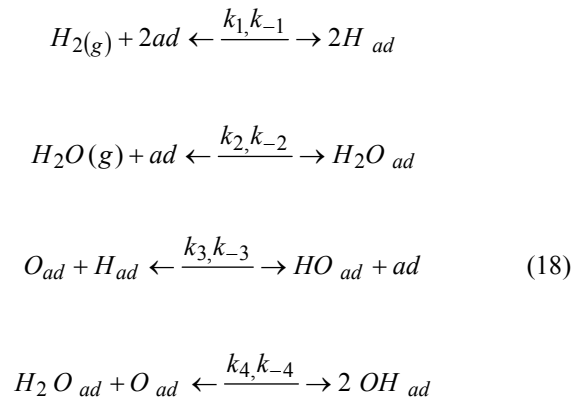 H2(g) + 2ad ←k1,k−1→ 2H ad
H2O(g) + ad ←k2,k−2→ H2O ad
Oad + Had ←k3,k−3→ HO ad + ad (18)
H2 O ad + O ad ←k4,k−4→ 2 OH ad